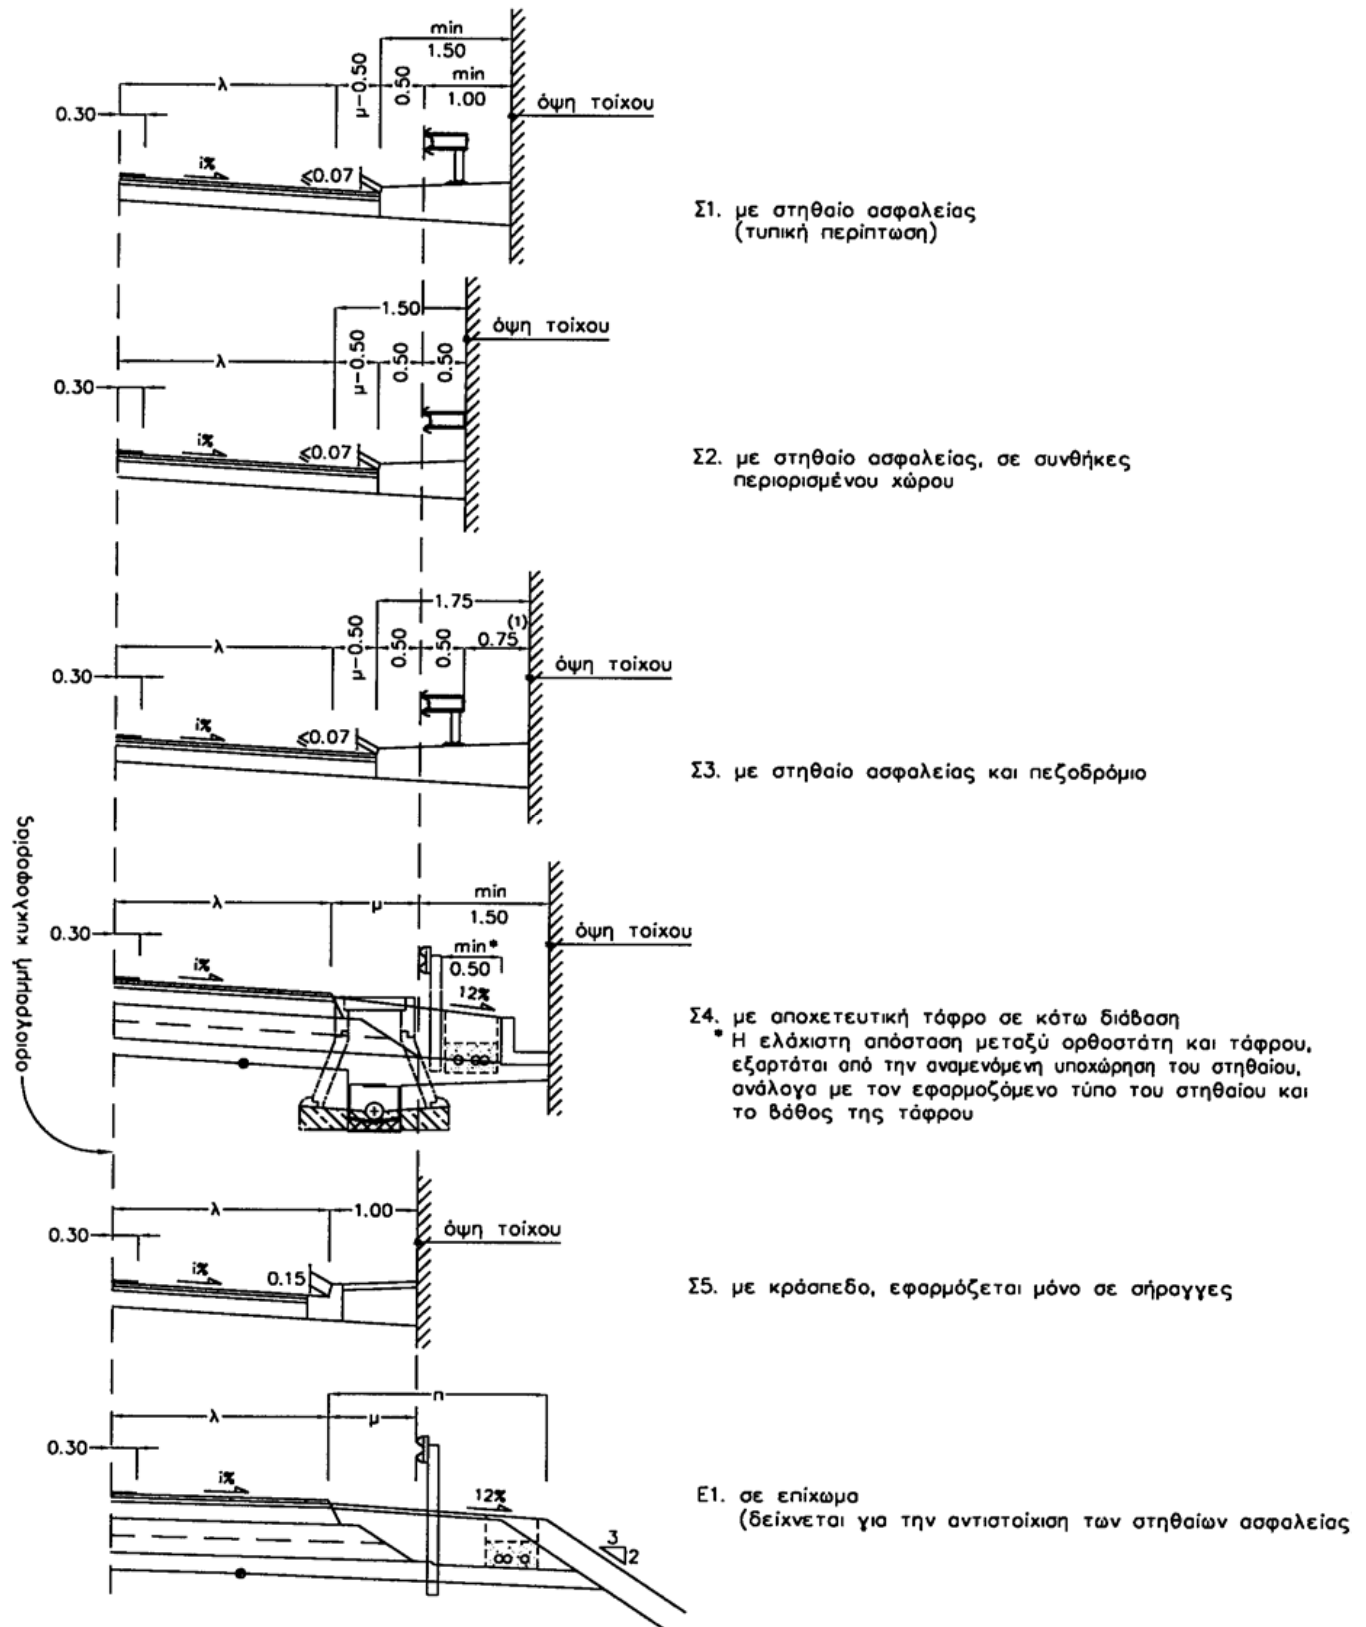 min
1.50
λ
μ-0.50
0.50
min
1.00
0.30
όψη τοίχου
i%
≤0.07
Σ1. με στηθαίο ασφαλείας
(τυπική περίπτωση)
1.50
όψη τοίχου
λ
μ-0.50
0.50
0.50
0.30
i%
≤0.07
Σ2. με στηθαίο ασφαλείας, σε συνθήκες
περιορισμένου χώρου
1.75
λ
μ-0.50
0.50
0.50
0.75
(1)
0.30
όψη τοίχου
i%
≤0.07
Σ3. με στηθαίο ασφαλείας και πεζοδρόμιο
οριογραμμή κυκλοφορίας
λ
μ
min
1.50
0.30
όψη τοίχου
min*
0.50
i%
12%
Σ4. με αποχετευτική τάφρο σε κάτω διάβαση
* Η ελάχιστη απόσταση μεταξύ ορθοστάτη και τάφρου,
εξαρτάται από την αναμενόμενη υποχώρηση του στηθαίου,
ανάλογα με τον εφαρμοζόμενο τύπο του στηθαίου και
το βάθος της τάφρου
λ
1.00
0.30
όψη τοίχου
i%
0.15
Σ5. με κράσπεδο, εφαρμόζεται μόνο σε σήραγγες
π
λ
μ
0.30
i%
12%
3
2
Ε1. σε επίχωμα
(δείχνεται για την αντιστοίχιση των στηθαίων ασφαλείας